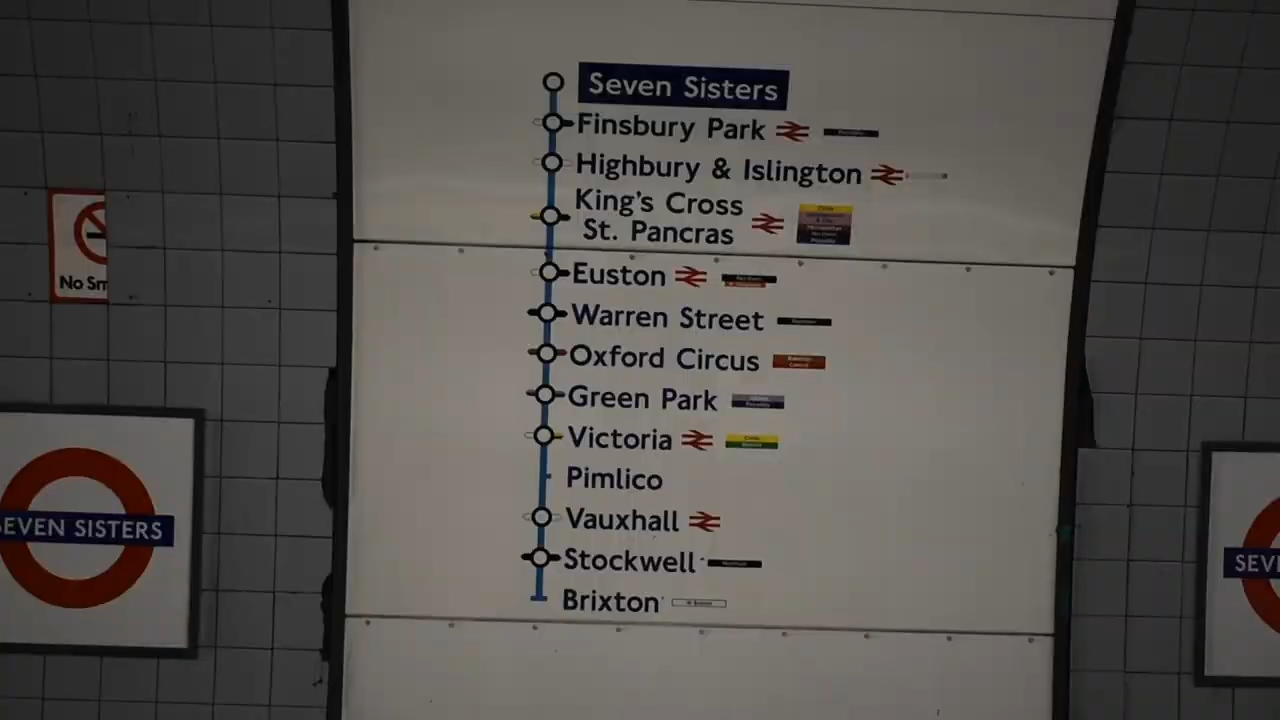 Seven Sisters
Finsbury Park
Highbury & Islington
King's Cross
St. Pancras
Euston
Warren Street
Oxford Circus
Green Park
Victoria
Pimlico
Vauxhall
Stockwell
Brixton
No Sm
SEVEN SISTERS
SEV